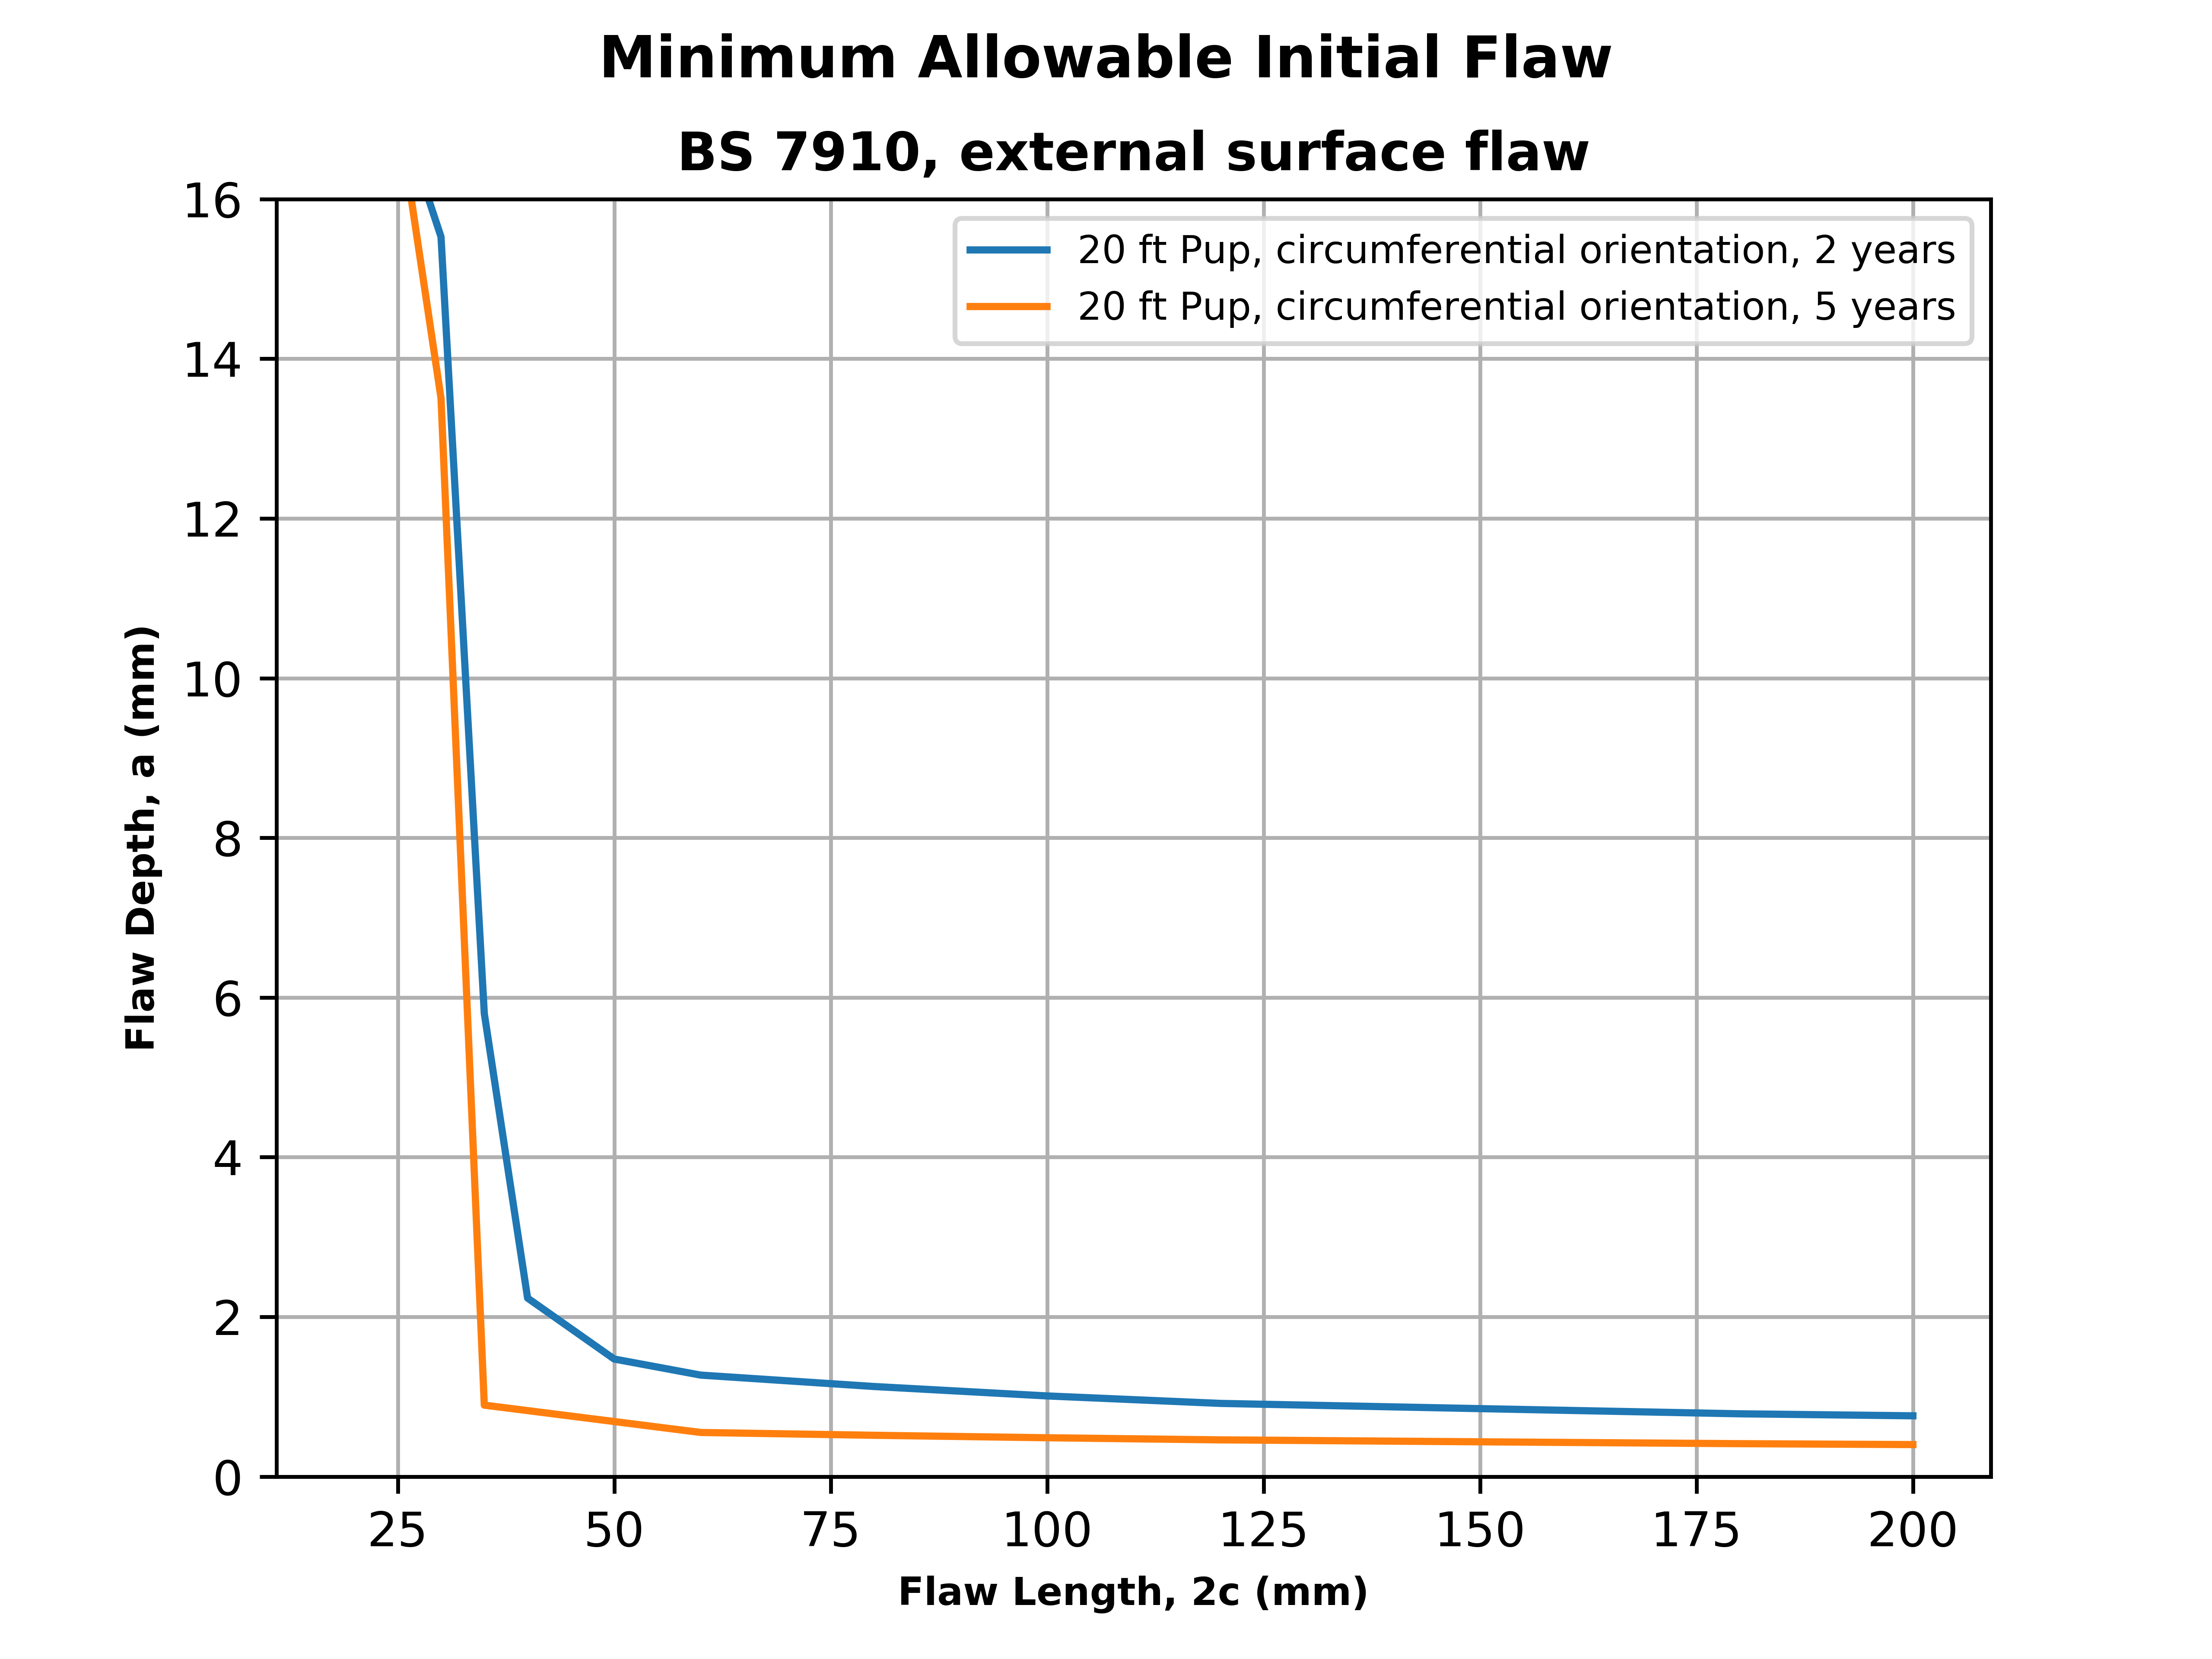 Minimum Allowable Initial Flaw
BS 7910, external surface flaw
20 ft Pup, circumferential orientation, 2 years
20 ft Pup, circumferential orientation, 5 years
16
14
12
10
8
6
4
2
0
Flaw Depth, a (mm)
25 50 75 100 125 150 175 200
Flaw Length, 2c (mm)